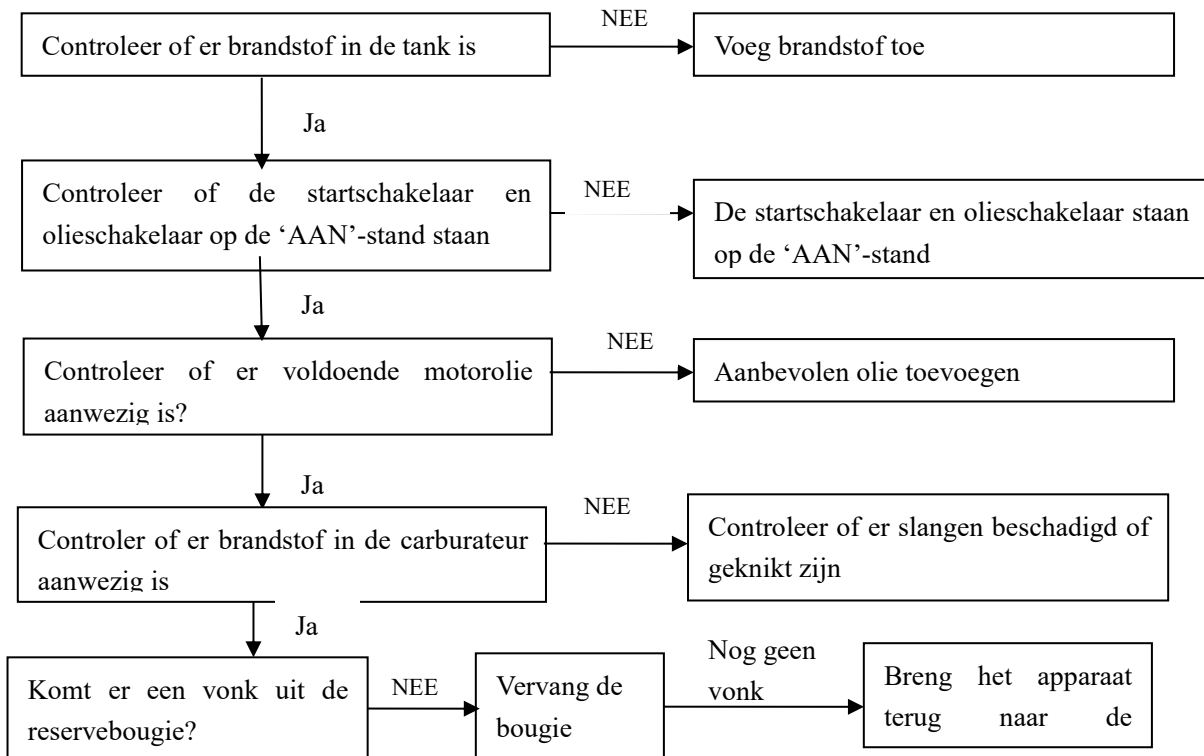 Controleer of er brandstof in de tank is
NEE
Voeg brandstof toe
Ja
Controleer of de startschakelaar en
olieschakelaar op de ‘AAN’-stand staan
NEE
De startschakelaar en olieschakelaar staan
op de ‘AAN’-stand
Ja
Controleer of er voldoende motorolie
aanwezig is?
NEE
Aanbevolen olie toevoegen
Ja
Controler of er brandstof in de carburateur
aanwezig is
NEE
Controleer of er slangen beschadigd of
geknikt zijn
Ja
Komt er een vonk uit de
reservebougie?
NEE
Vervang de
bougie
Nog geen
vonk
Breng het apparaat
terug naar de